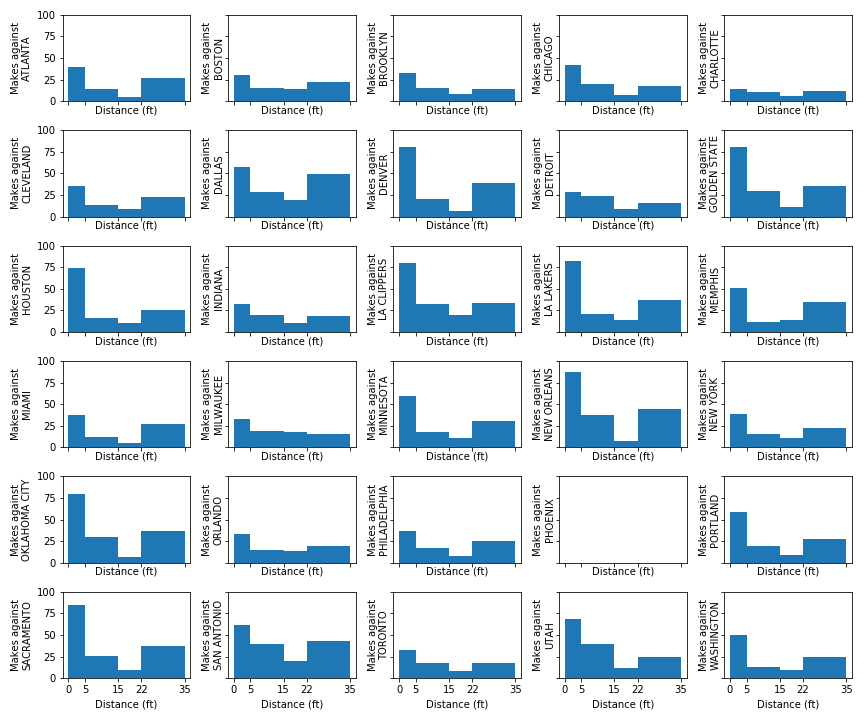 Makes against
ATLANTA
100
75
50
25
0
Distance (ft)
Makes against
BOSTON
Distance (ft)
Makes against
BROOKLYN
Distance (ft)
Makes against
CHICAGO
Distance (ft)
Makes against
CHARLOTTE
Distance (ft)
Makes against
CLEVELAND
100
75
50
25
0
Distance (ft)
Makes against
DALLAS
Distance (ft)
Makes against
DENVER
Distance (ft)
Makes against
DETROIT
Distance (ft)
Makes against
GOLDEN STATE
Distance (ft)
Makes against
HOUSTON
100
75
50
25
0
Distance (ft)
Makes against
INDIANA
Distance (ft)
Makes against
LA CLIPPERS
Distance (ft)
Makes against
LA LAKERS
Distance (ft)
Makes against
MEMPHIS
Distance (ft)
Makes against
MIAMI
100
75
50
25
0
Distance (ft)
Makes against
MILWAUKEE
Distance (ft)
Makes against
MINNESOTA
Distance (ft)
Makes against
NEW ORLEANS
Distance (ft)
Makes against
NEW YORK
Distance (ft)
Makes against
OKLAHOMA CITY
100
75
50
25
0
Distance (ft)
Makes against
ORLANDO
Distance (ft)
Makes against
PHILADELPHIA
Distance (ft)
Makes against
PHOENIX
Distance (ft)
Makes against
PORTLAND
Distance (ft)
Makes against
SACRAMENTO
100
75
50
25
0
0 5 15 22 35
Distance (ft)
Makes against
SAN ANTONIO
0 5 15 22 35
Distance (ft)
Makes against
TORONTO
0 5 15 22 35
Distance (ft)
Makes against
UTAH
0 5 15 22 35
Distance (ft)
Makes against
WASHINGTON
0 5 15 22 35
Distance (ft)